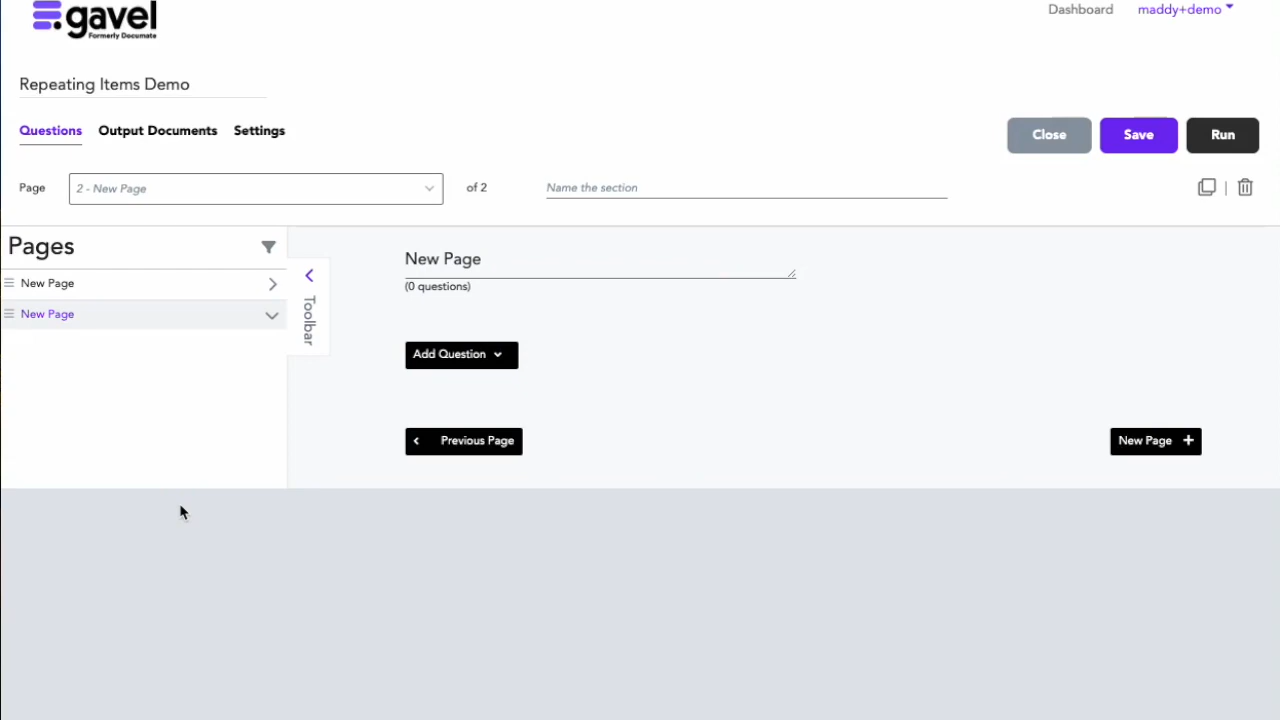 gavel
Formerly Documate
Dashboard
maddy+demo
Repeating Items Demo
Questions
Output Documents
Settings
Close
Save
Run
Page
2 - New Page
of 2
Name the section
Pages
New Page
New Page
Toolbar
New Page
(0 questions)
Add Question
Previous Page
New Page +